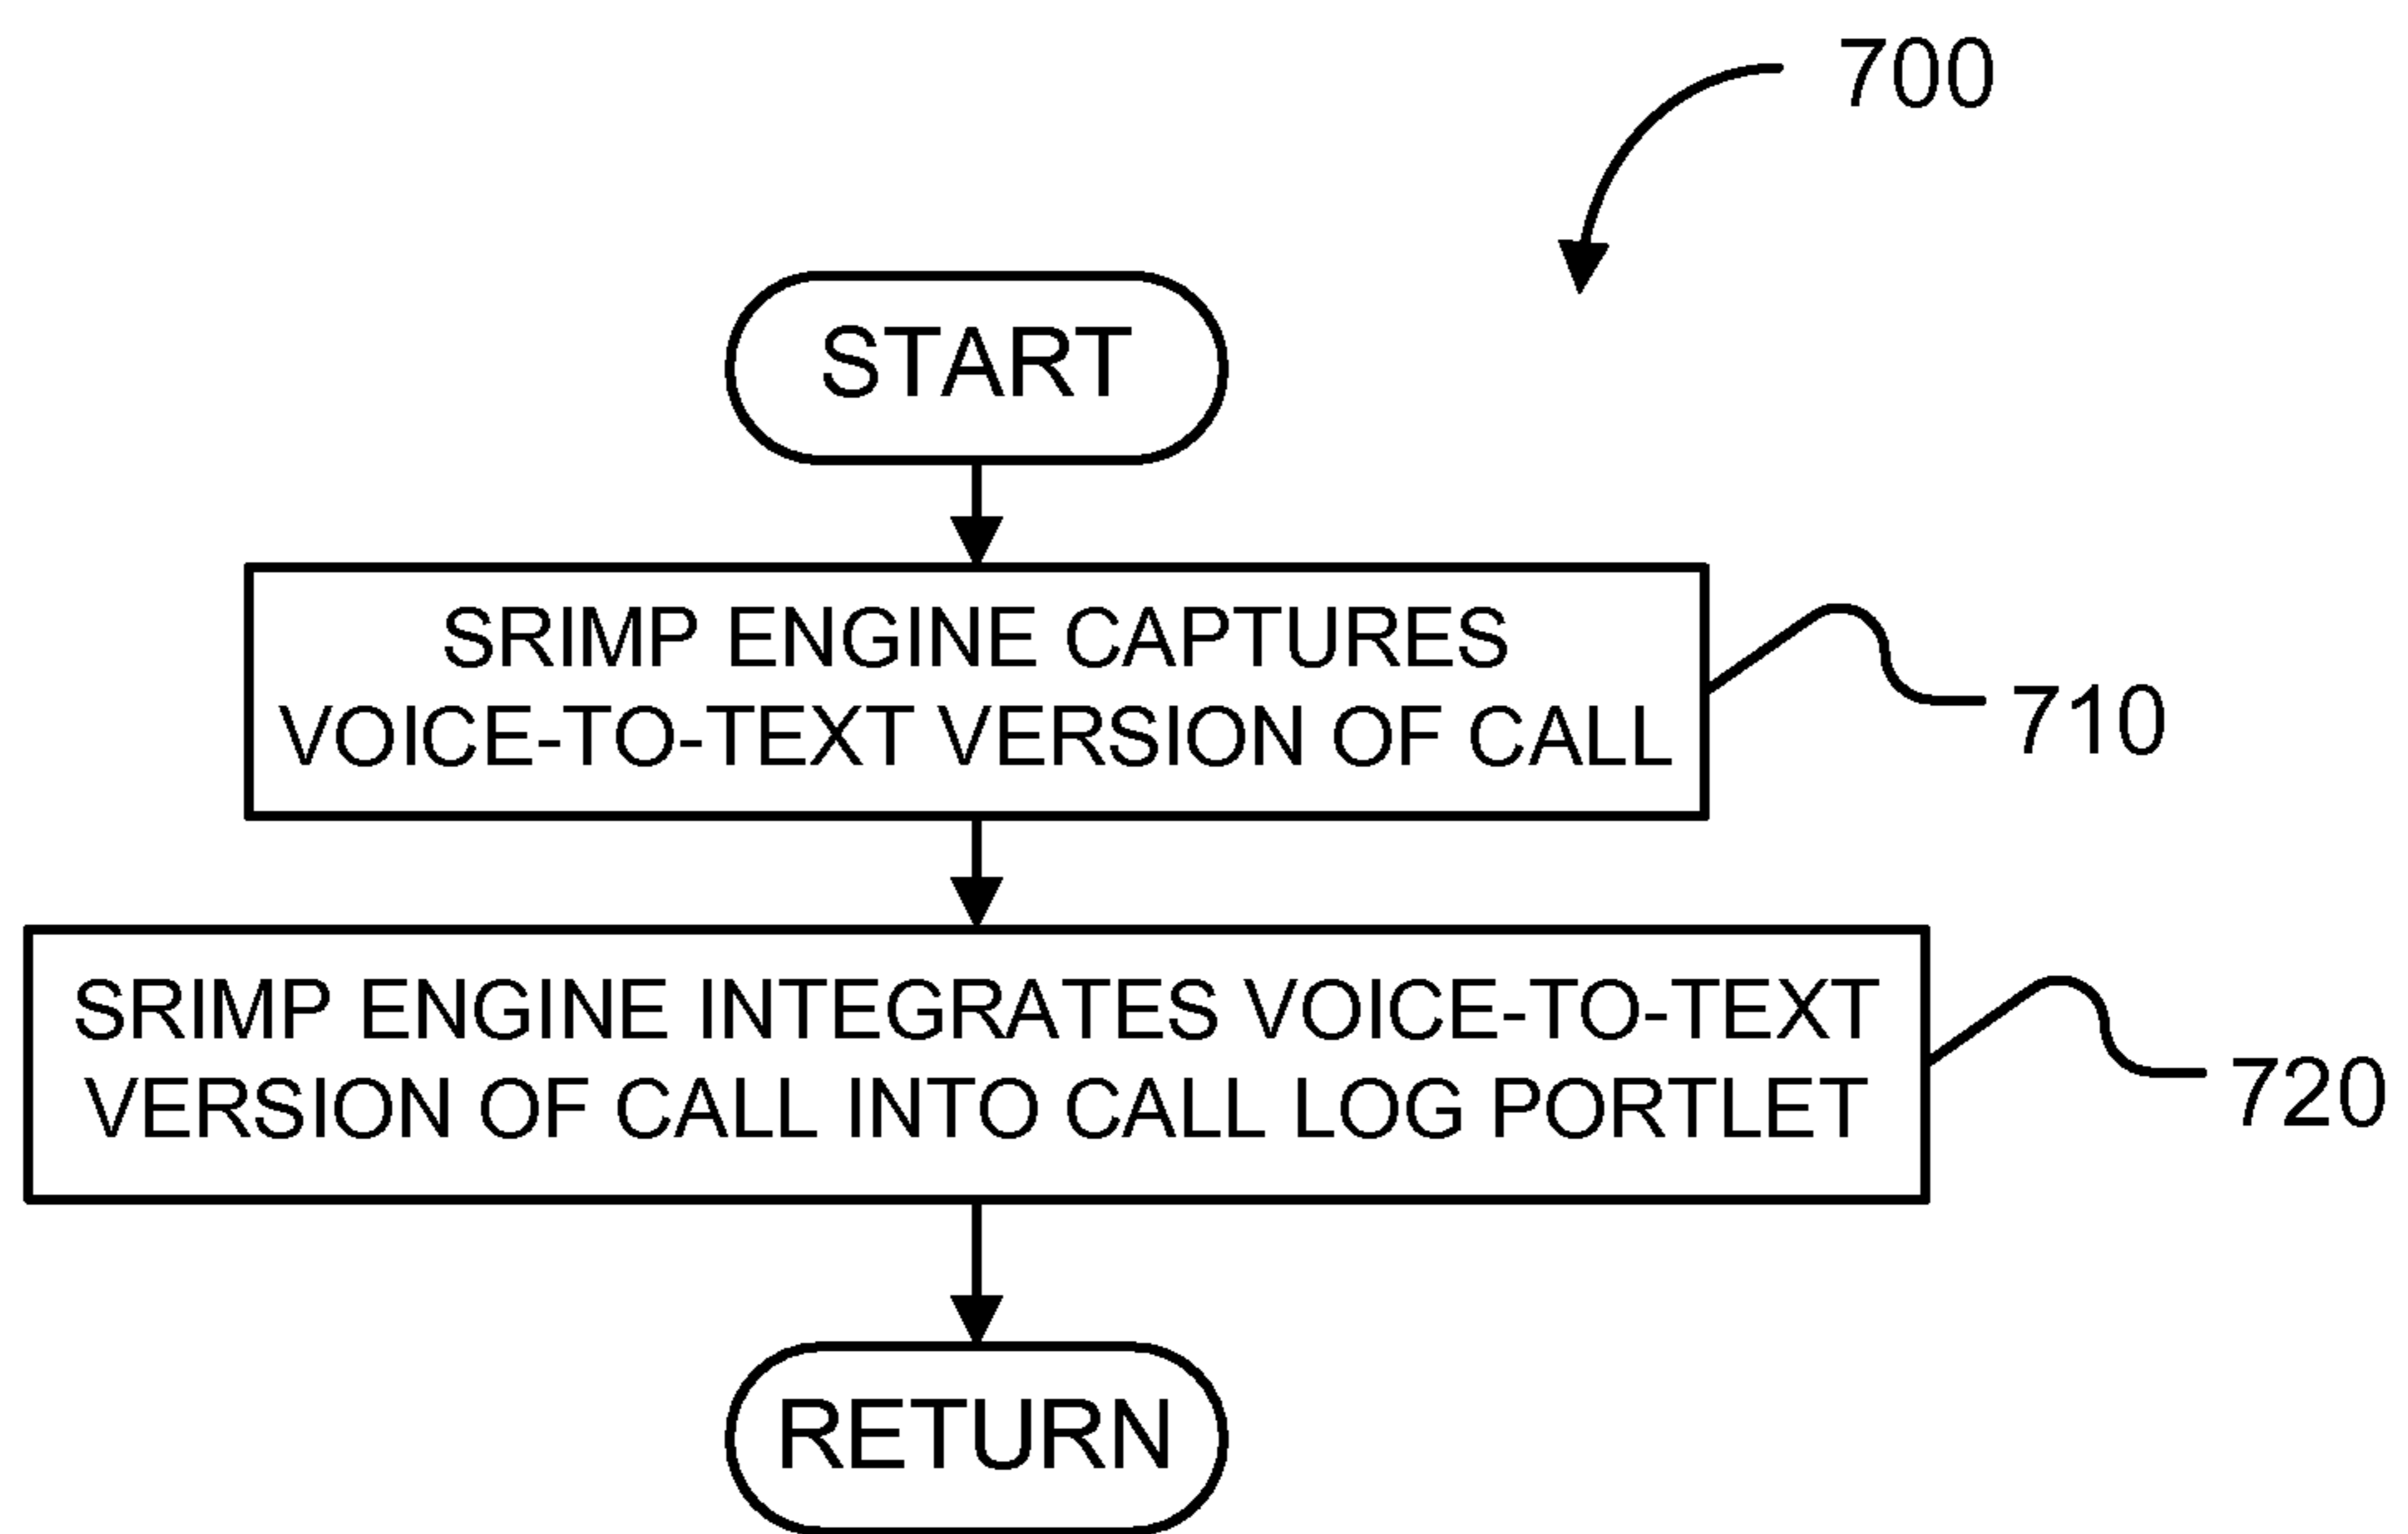 700
START
SRIMP ENGINE CAPTURES
VOICE-TO-TEXT VERSION OF CALL
710
SRIMP ENGINE INTEGRATES VOICE-TO-TEXT
VERSION OF CALL INTO CALL LOG PORTLET
720
RETURN